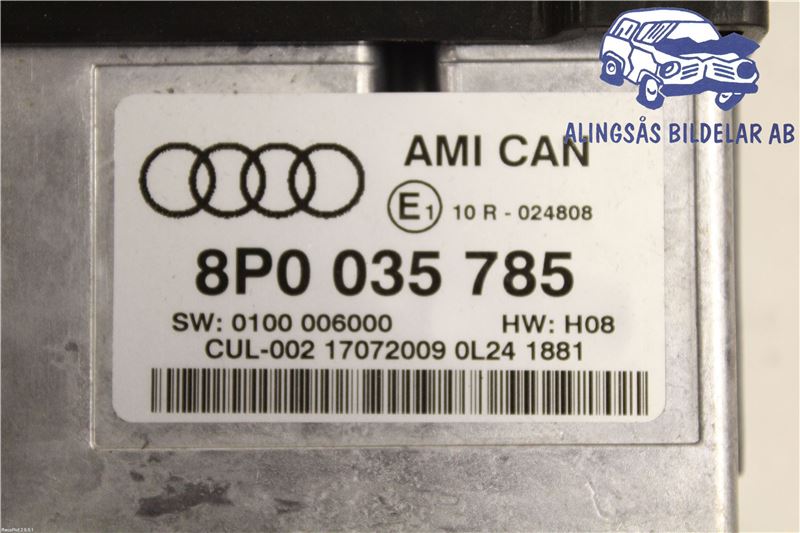 ALINGSÅS BILDELAR AB
AMI CAN
E1 10 R - 024808
8P0 035 785
SW: 0100 006000 HW: H08
CUL-002 17072009 0L24 1881